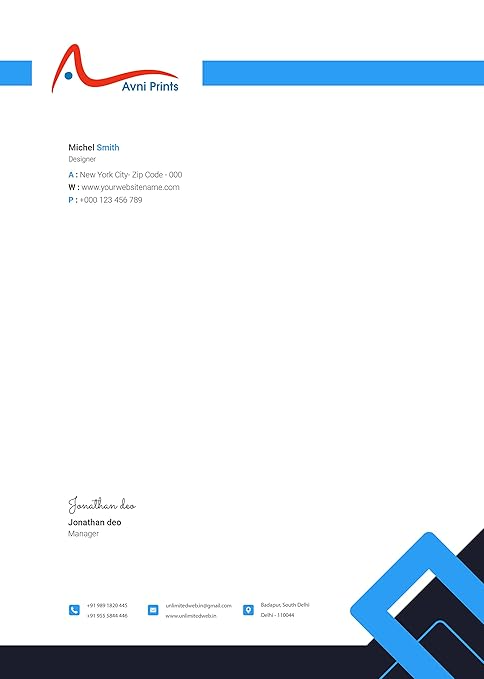 Avni Prints
Michel Smith
Designer
A : New York City- Zip Code - 000
W : www.yourwebsitename.com
P : +000 123 456 789
Jonathan deo
Jonathan deo
Manager
+91 989 1820 445
+91 955 5844 446
unlimitedweb.in@gmail.com
www.unlimitedweb.in
Badapur, South Delhi
Delhi - 110044